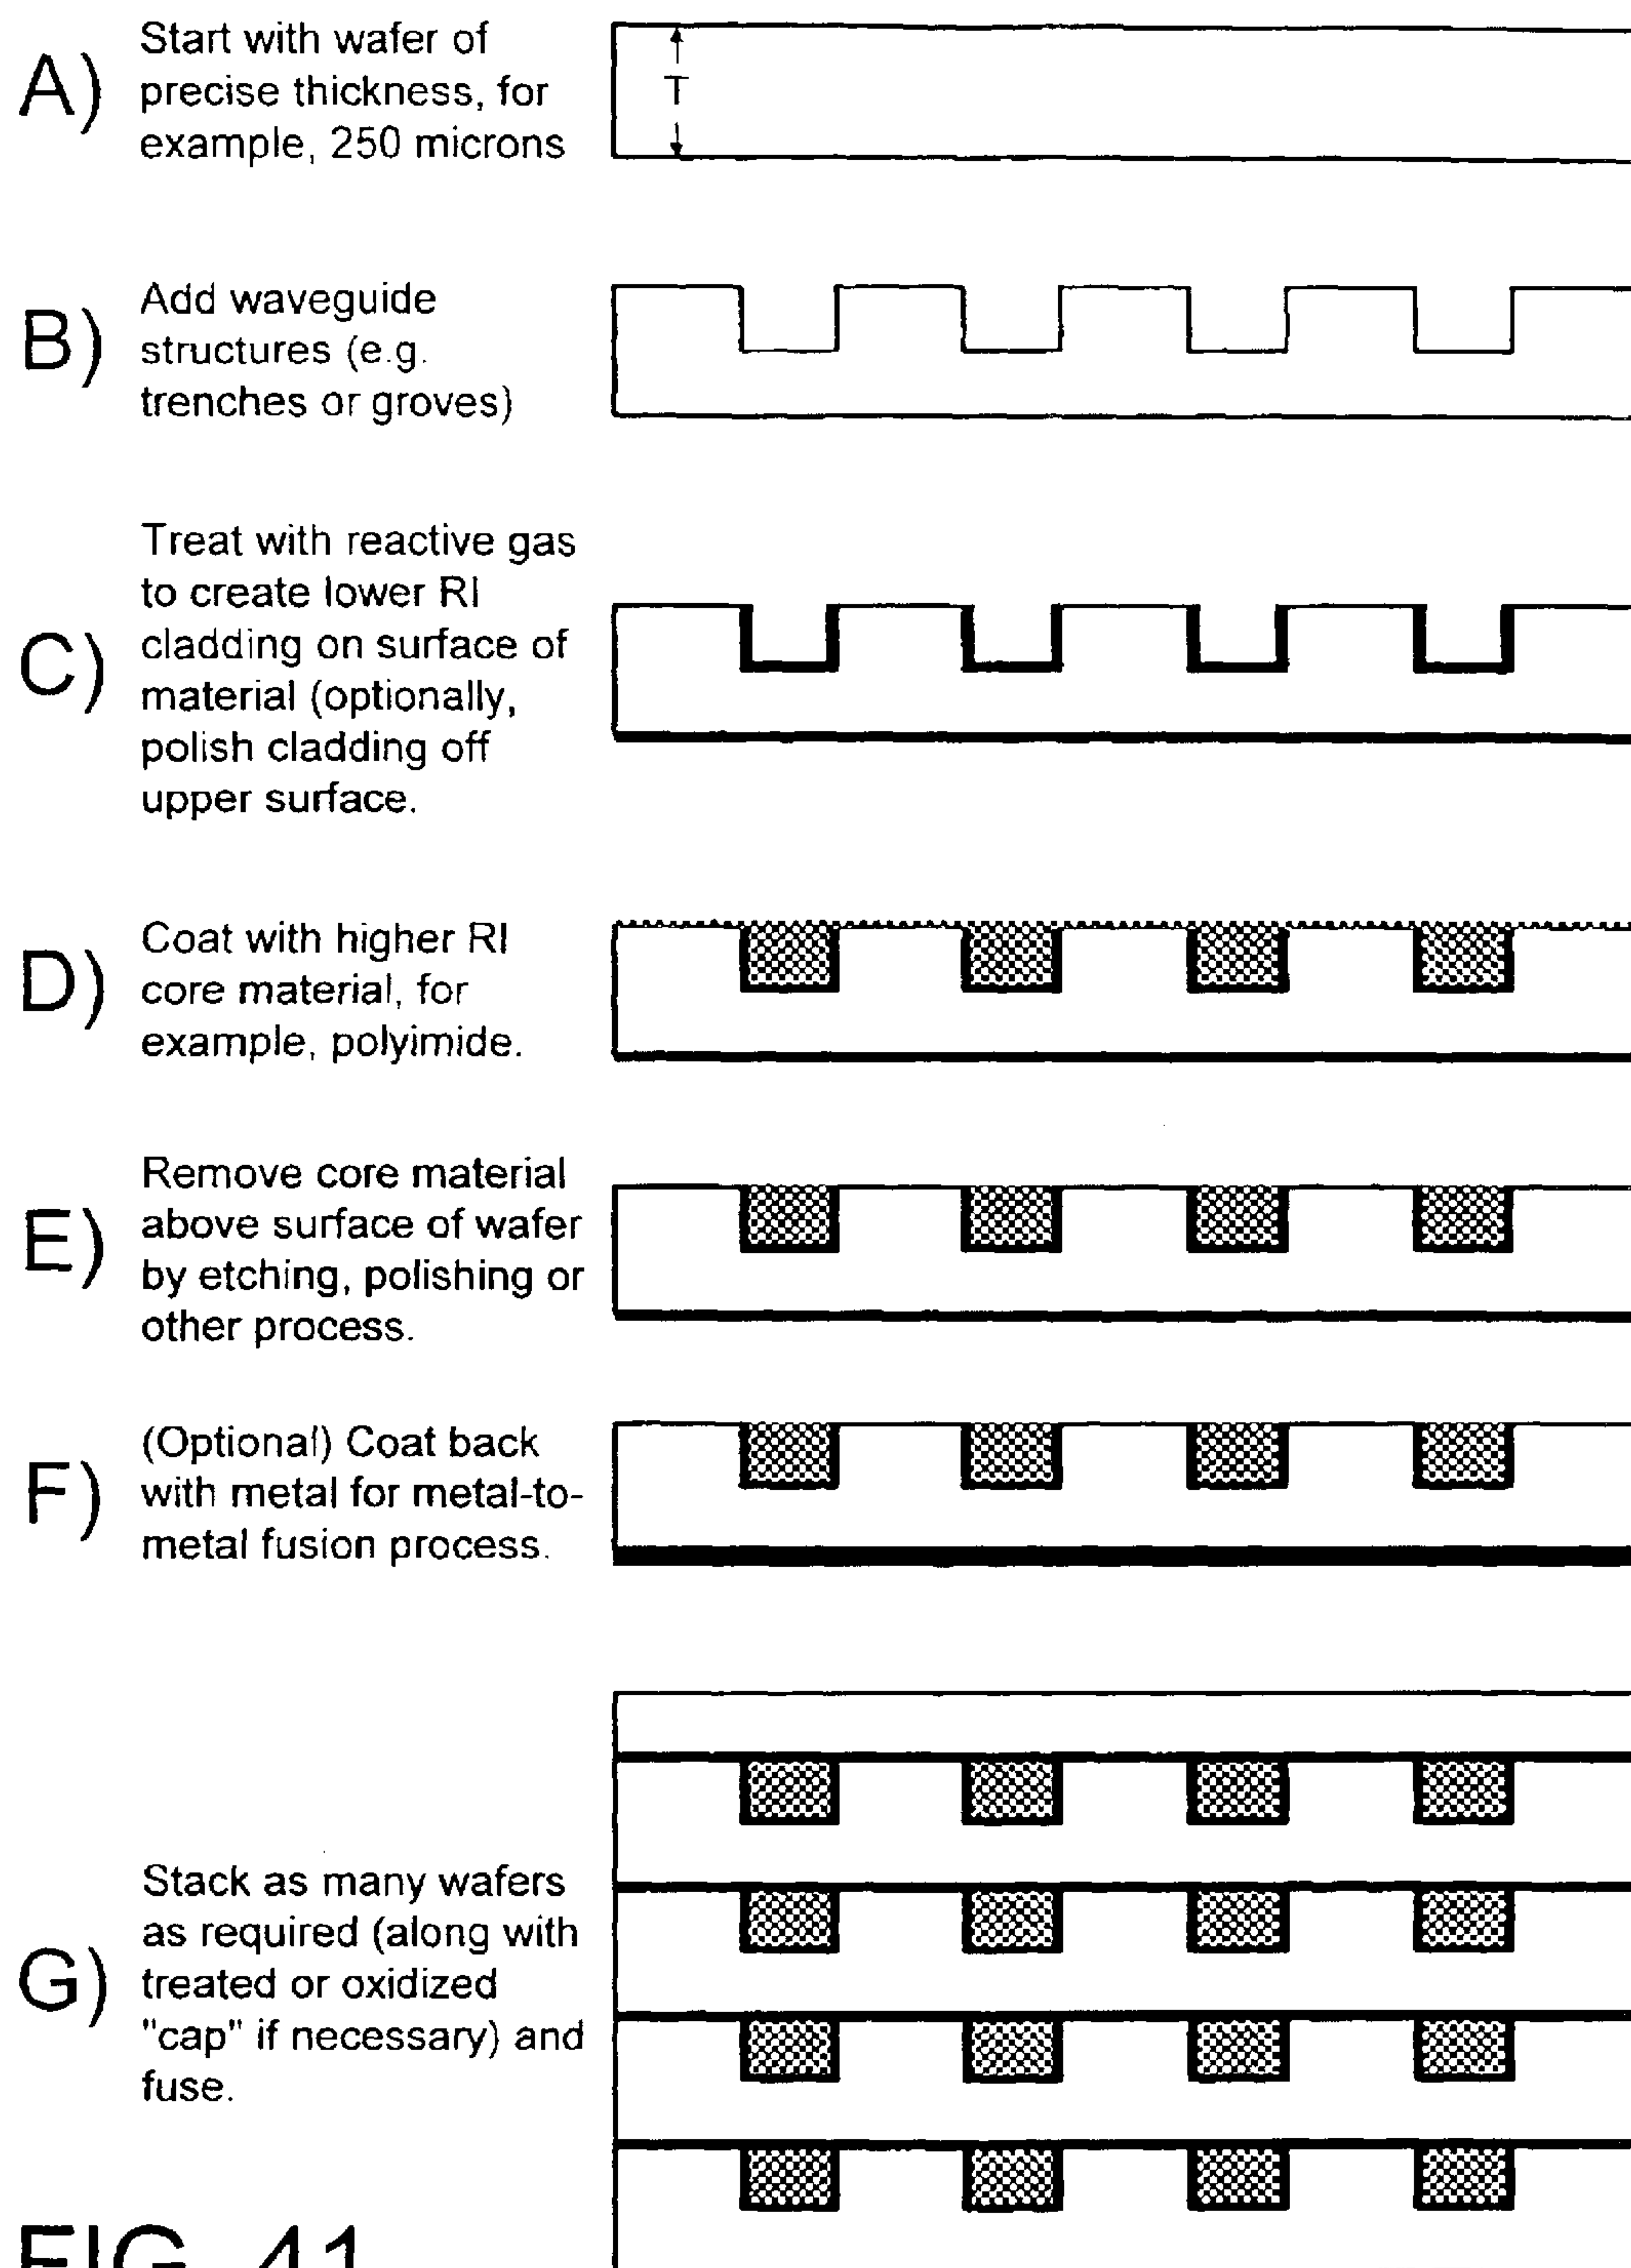 A)
Start with wafer of
precise thickness, for
example, 250 microns
T
B)
Add waveguide
structures (e.g.
trenches or groves)
C)
Treat with reactive gas
to create lower RI
cladding on surface of
material (optionally,
polish cladding off
upper surface.
D)
Coat with higher RI
core material, for
example, polyimide.
E)
Remove core material
above surface of wafer
by etching, polishing or
other process.
F)
(Optional) Coat back
with metal for metal-to-
metal fusion process.
G)
Stack as many wafers
as required (along with
treated or oxidized
"cap" if necessary) and
fuse.
FIG. 41